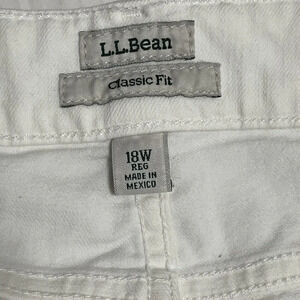 L.L.Bean
Classic Fit
18W
REG
MADE IN
MEXICO